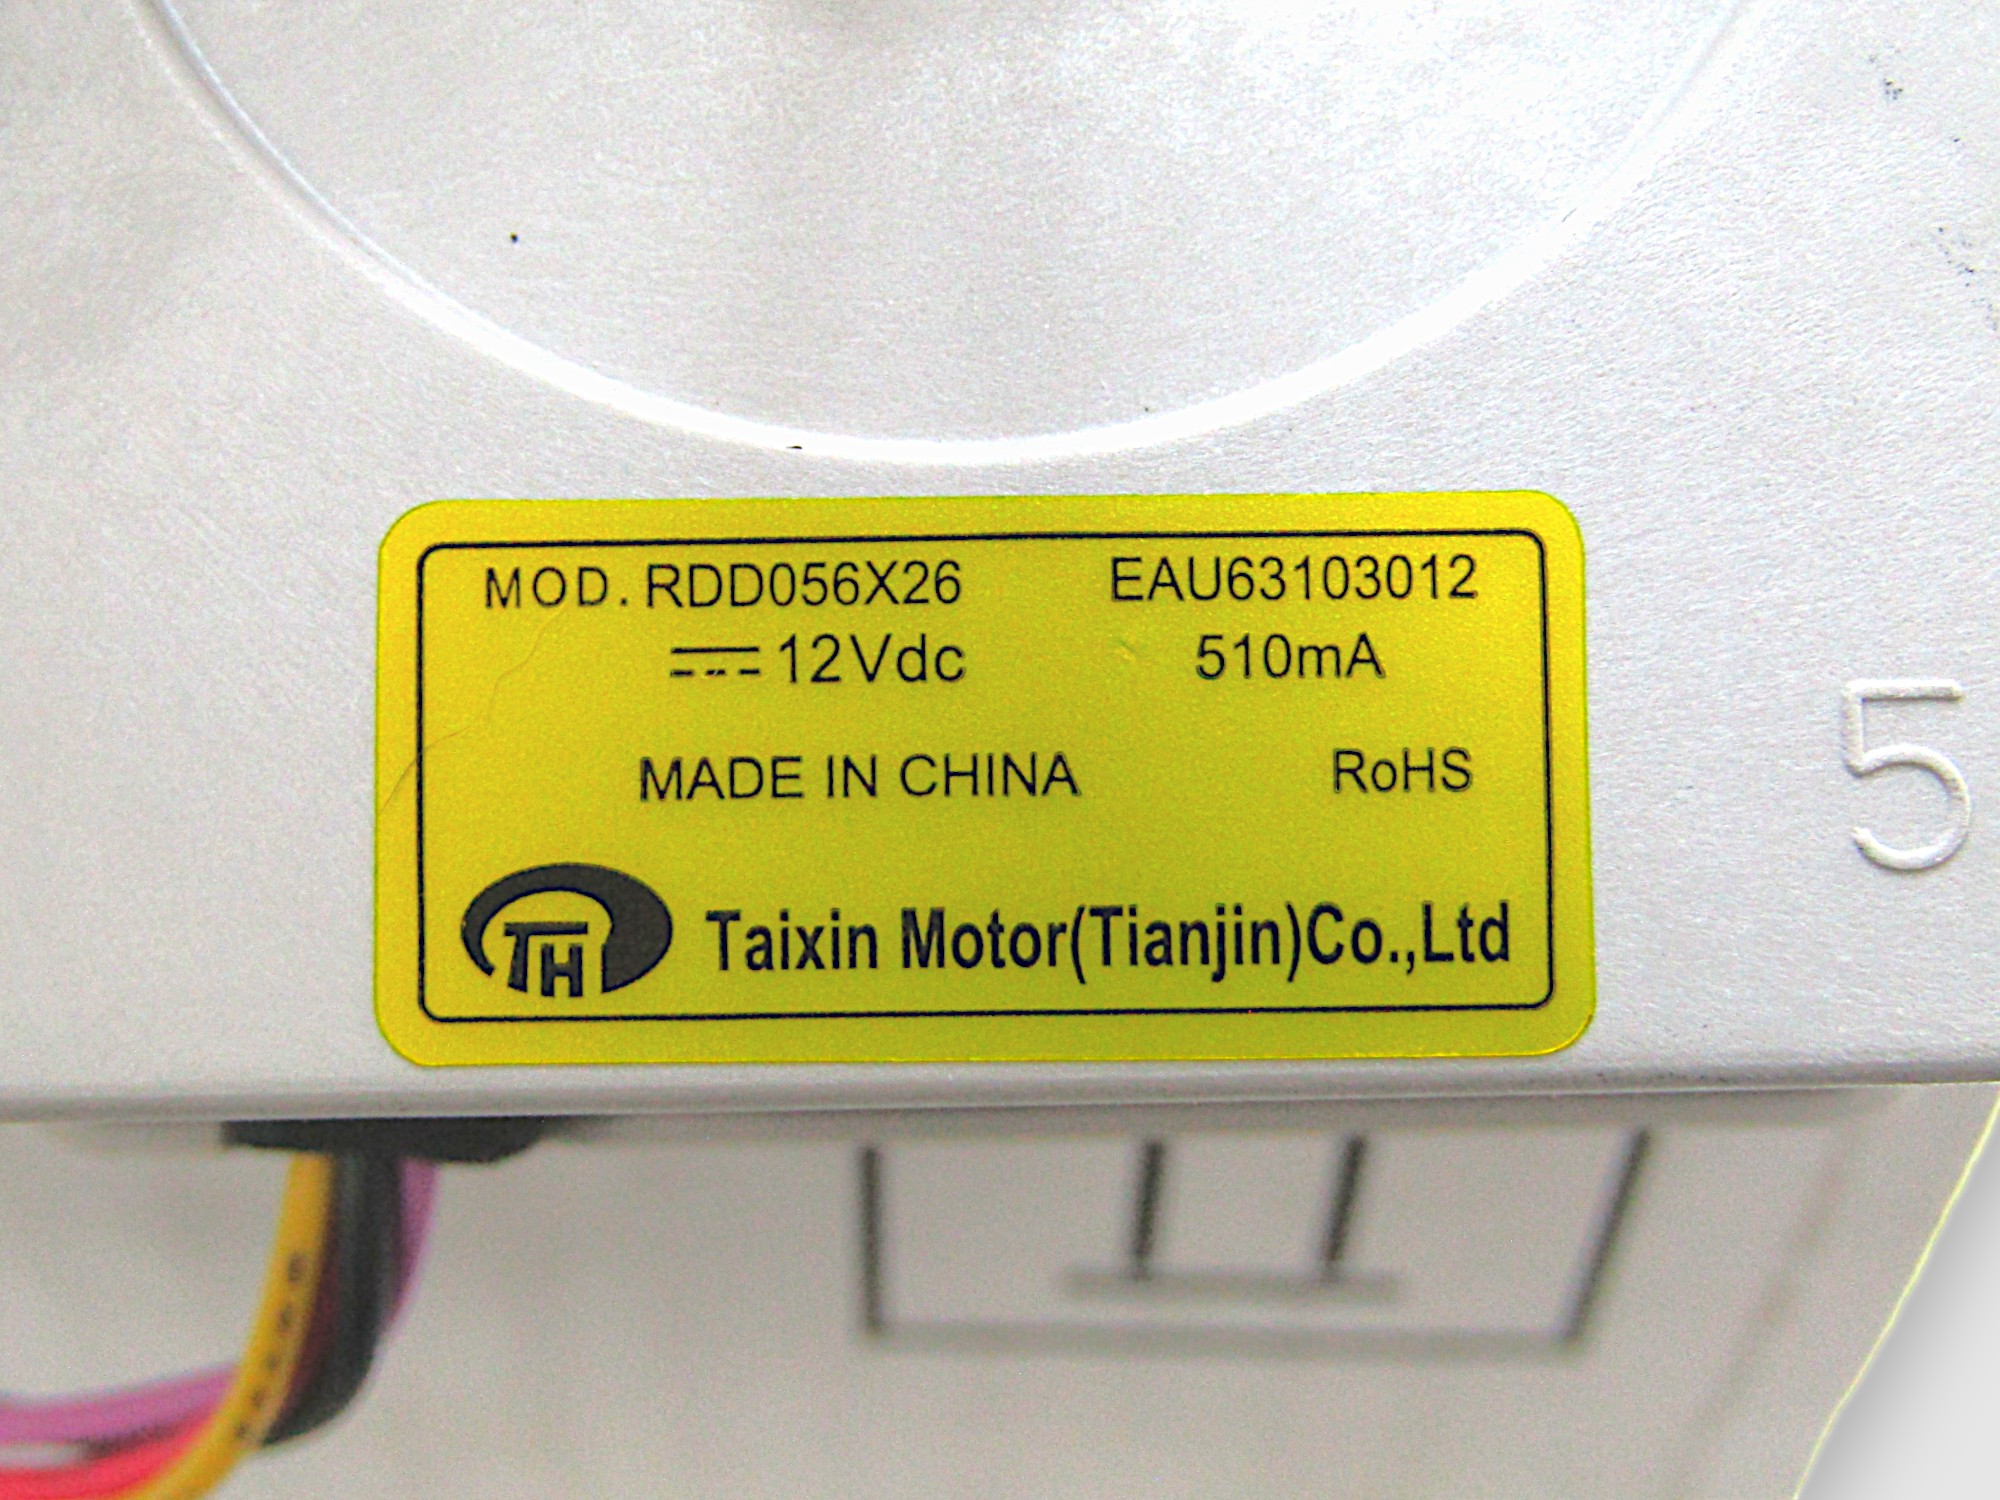 MOD. RDD056X26 EAU63103012
12Vdc 510mA
MADE IN CHINA RoHS
TH Taixin Motor(Tianjin)Co.,Ltd
5